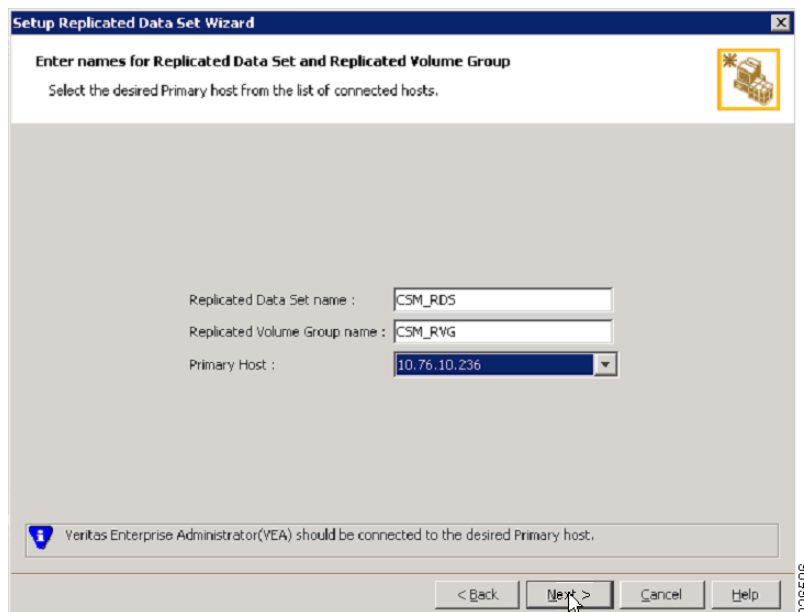 Setup Replicated Data Set Wizard
Enter names for Replicated Data Set and Replicated Volume Group
Select the desired Primary host from the list of connected hosts.
Replicated Data Set name :
CSM_RDS
Replicated Volume Group name :
CSM_RVG
Primary Host :
10.76.10.236
Veritas Enterprise Administrator(VEA) should be connected to the desired Primary host.
< Back
Next >
Cancel
Help